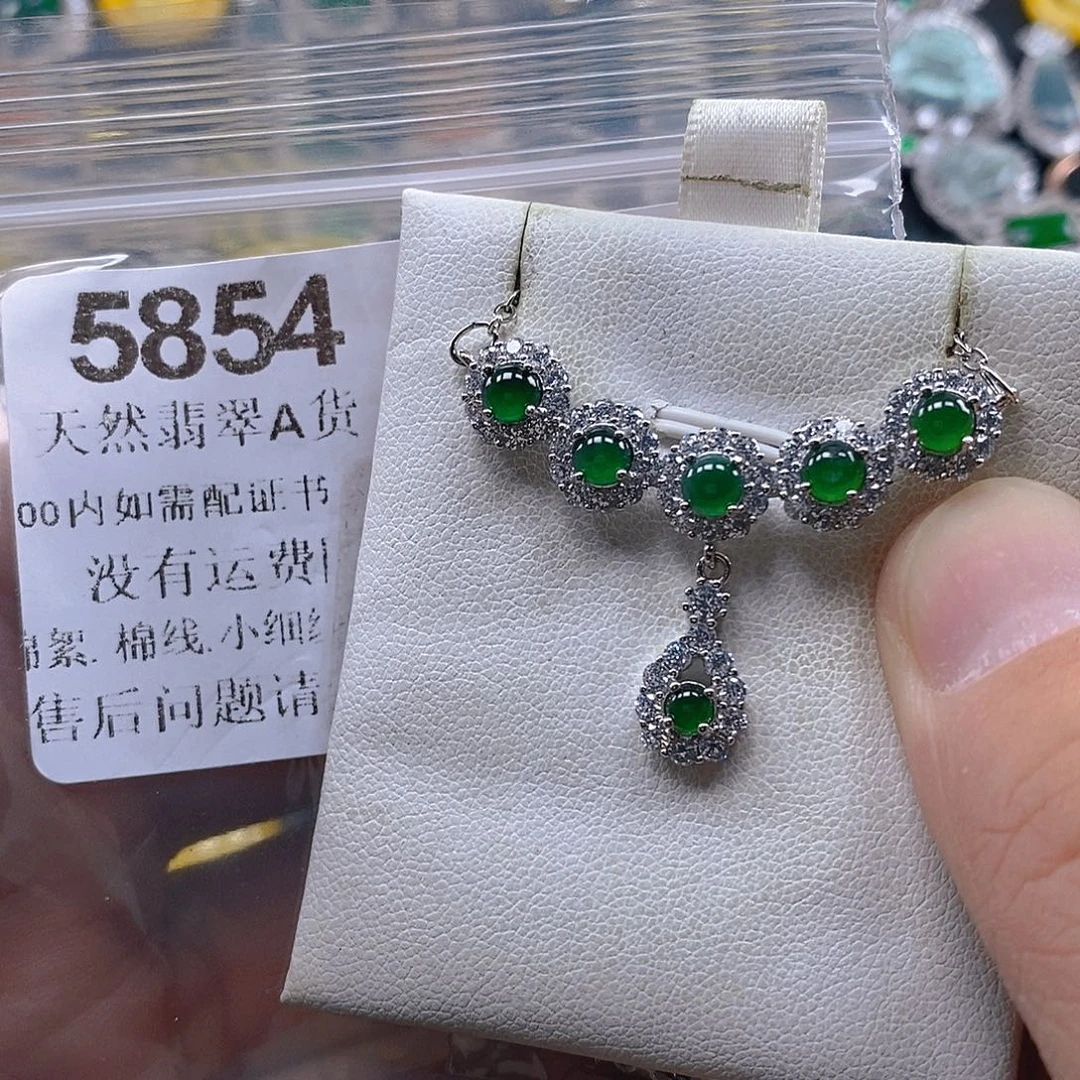 5854
天然翡翠A货
00内如需配证书
没有运费
絮.棉线.小细
售后问题请